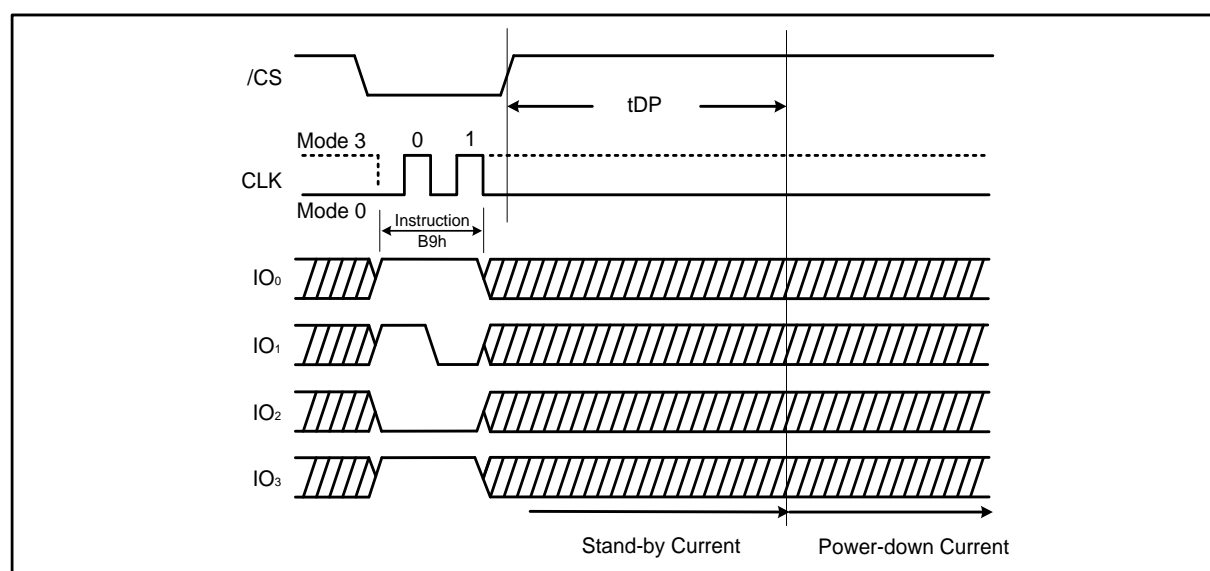 /CS
tDP
Mode 3 0 1
CLK
Mode 0
Instruction
B9h
IO0
IO1
IO2
IO3
Stand-by Current Power-down Current